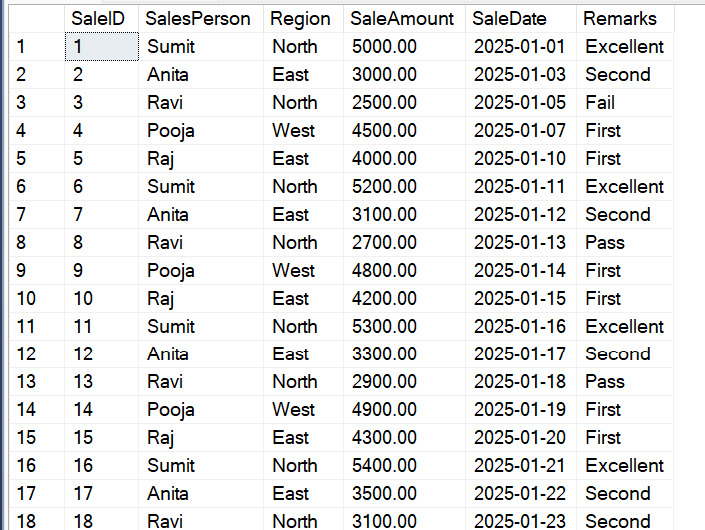 SaleID SalesPerson Region SaleAmount SaleDate Remarks
1 1 Sumit North 5000.00 2025-01-01 Excellent
2 2 Anita East 3000.00 2025-01-03 Second
3 3 Ravi North 2500.00 2025-01-05 Fail
4 4 Pooja West 4500.00 2025-01-07 First
5 5 Raj East 4000.00 2025-01-10 First
6 6 Sumit North 5200.00 2025-01-11 Excellent
7 7 Anita East 3100.00 2025-01-12 Second
8 8 Ravi North 2700.00 2025-01-13 Pass
9 9 Pooja West 4800.00 2025-01-14 First
10 10 Raj East 4200.00 2025-01-15 First
11 11 Sumit North 5300.00 2025-01-16 Excellent
12 12 Anita East 3300.00 2025-01-17 Second
13 13 Ravi North 2900.00 2025-01-18 Pass
14 14 Pooja West 4900.00 2025-01-19 First
15 15 Raj East 4300.00 2025-01-20 First
16 16 Sumit North 5400.00 2025-01-21 Excellent
17 17 Anita East 3500.00 2025-01-22 Second
18 18 Ravi North 3100.00 2025-01-23 Second